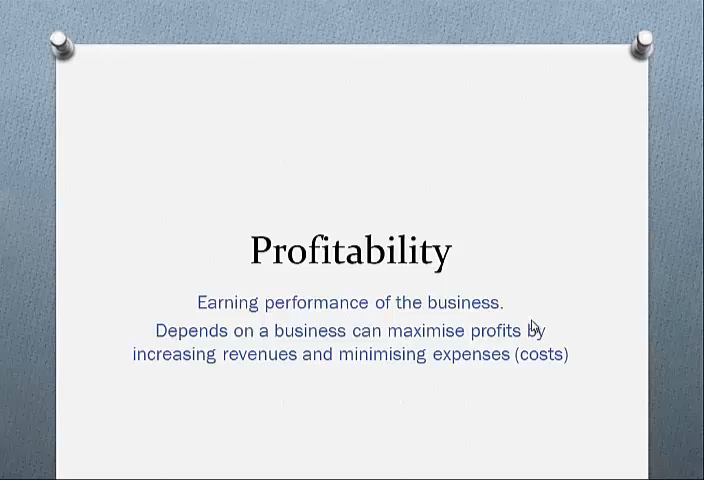 Profitability
Earning performance of the business.
Depends on a business can maximise profits by
increasing revenues and minimising expenses (costs)